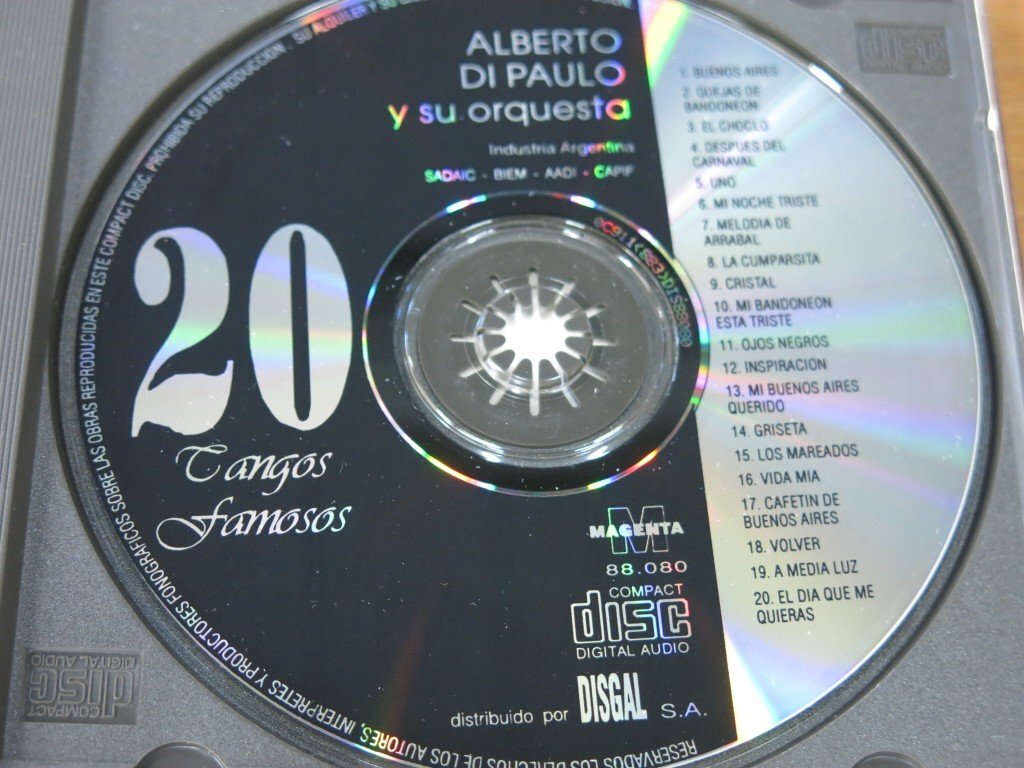 ALBERTO
DI PAULO
y su orquesta
Industria Argentina
SADAIC - BIEM - AADI - CAPIF
20
Tangos
Famosos
1. BUENOS AIRES
2. QUEJAS DE
BANDONEON
3. EL CHOCLO
4. DESPUES DEL
CARNAVAL
5. UNO
6. MI NOCHE TRISTE
7. MELODIA DE
ARRABAL
8. LA CUMPARSITA
9. CRISTAL
10. MI BANDONEON
ESTA TRISTE
11. OJOS NEGROS
12. INSPIRACION
13. MI BUENOS AIRES
QUERIDO
14. GRISETA
15. LOS MAREADOS
16. VIDA MIA
17. CAFETIN DE
BUENOS AIRES
18. VOLVER
19. A MEDIA LUZ
20. EL DIA QUE ME
QUIERAS
M
MAGENTA
88.080
COMPACT
disc
DIGITAL AUDIO
distribuido por DISGAL S.A.
RESERVADOS LOS DERECHOS DE LOS AUTORES, INTERPRETES Y PRODUCTORES FONOGRAFICOS SOBRE LAS OBRAS REPRODUCIDAS EN ESTE COMPACT DISC. PROHIBIDA SU REPRODUCCION - SU ALQUILER Y SU
disc
COMPACT
disc
DIGITAL AUDIO